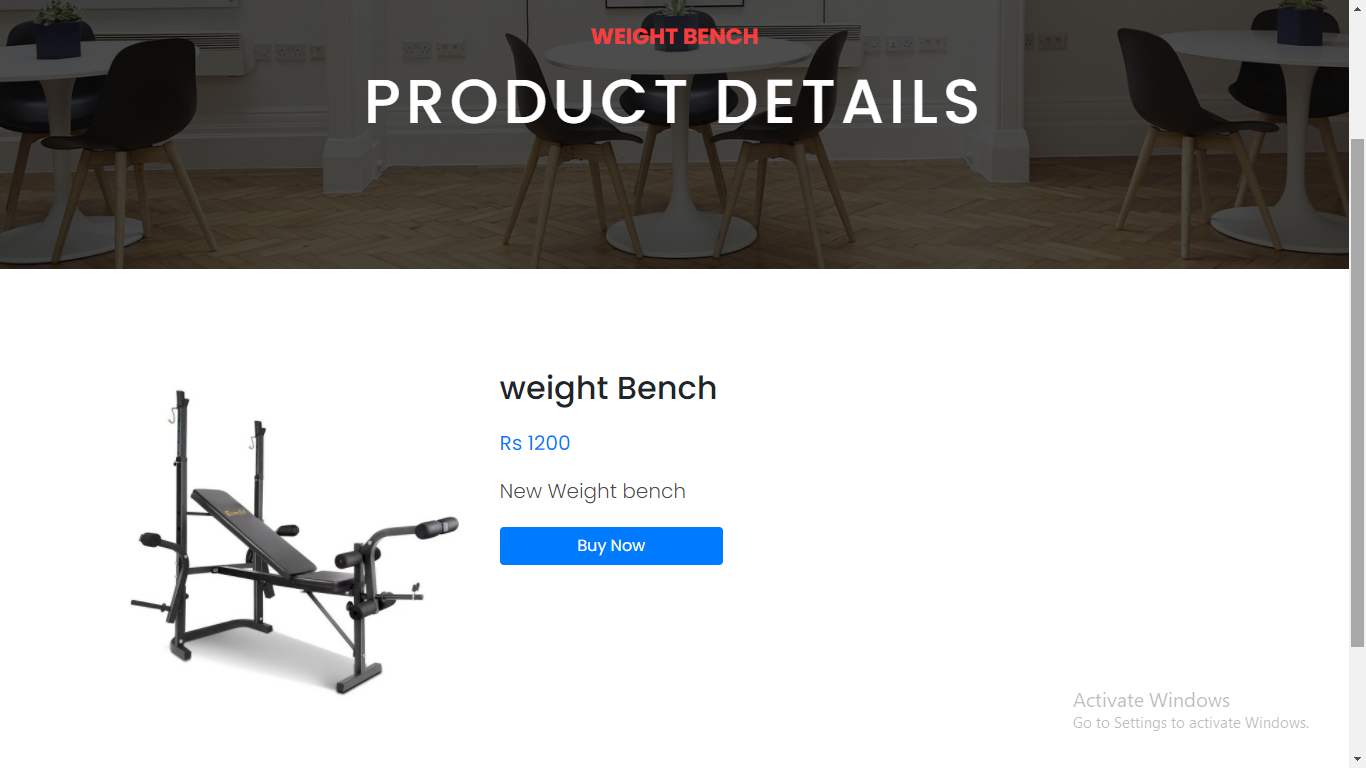 WEIGHT BENCH
PRODUCT DETAILS
weight Bench
Rs 1200
New Weight bench
Buy Now
Activate Windows
Go to Settings to activate Windows.